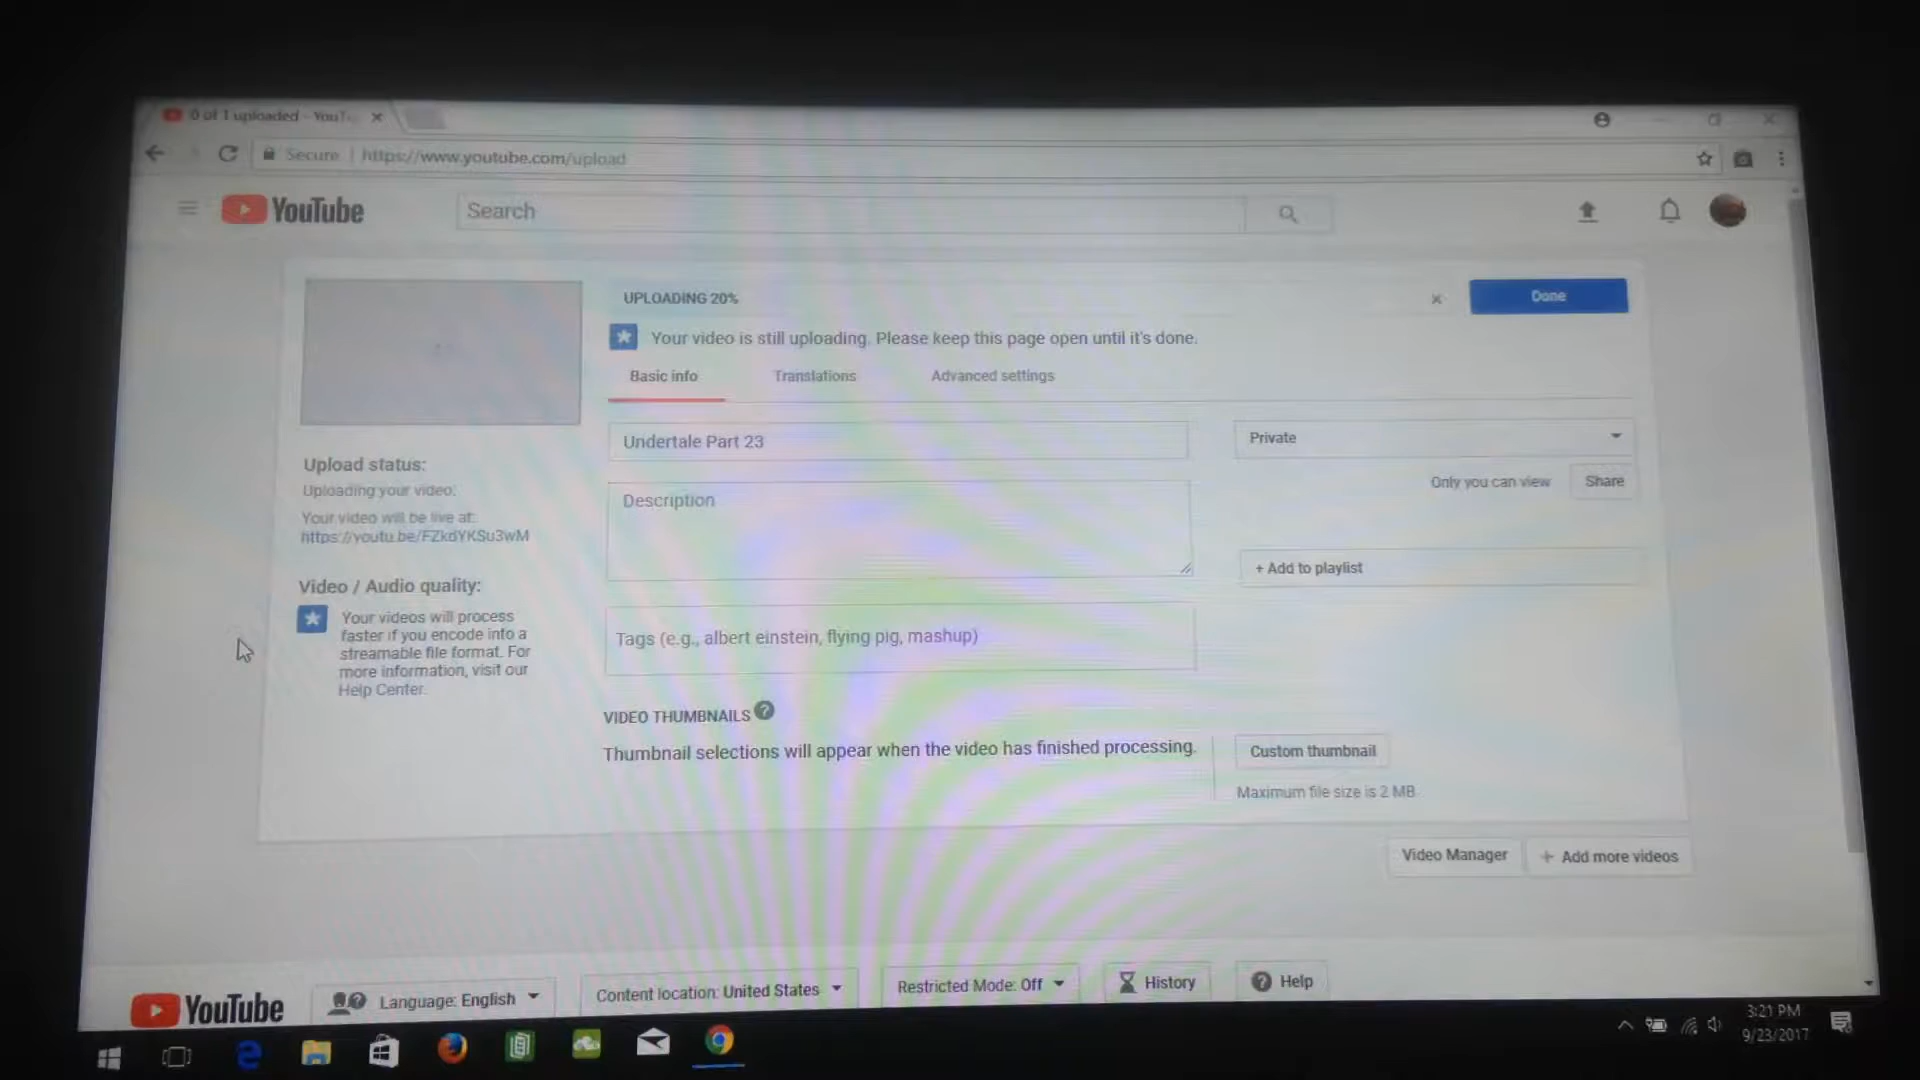 0 of 1 uploaded - YouTu
Secure | https://www.youtube.com/upload
YouTube
Search
UPLOADING 20%
Done
Your video is still uploading. Please keep this page open until it's done.
Basic info
Translations
Advanced settings
Undertale Part 23
Private
Upload status:
Uploading your video.
Only you can view
Share
Description
Your video will be live at:
https://youtu.be/FZkdYKSu3wM
+ Add to playlist
Video / Audio quality:
Your videos will process
faster if you encode into a
streamable file format. For
more information, visit our
Help Center.
Tags (e.g., albert einstein, flying pig, mashup)
VIDEO THUMBNAILS ?
Thumbnail selections will appear when the video has finished processing.
Custom thumbnail
Maximum file size is 2 MB.
Video Manager
+ Add more videos
YouTube
Language: English
Content location: United States
Restricted Mode: Off
History
Help
3:21 PM
9/23/2017